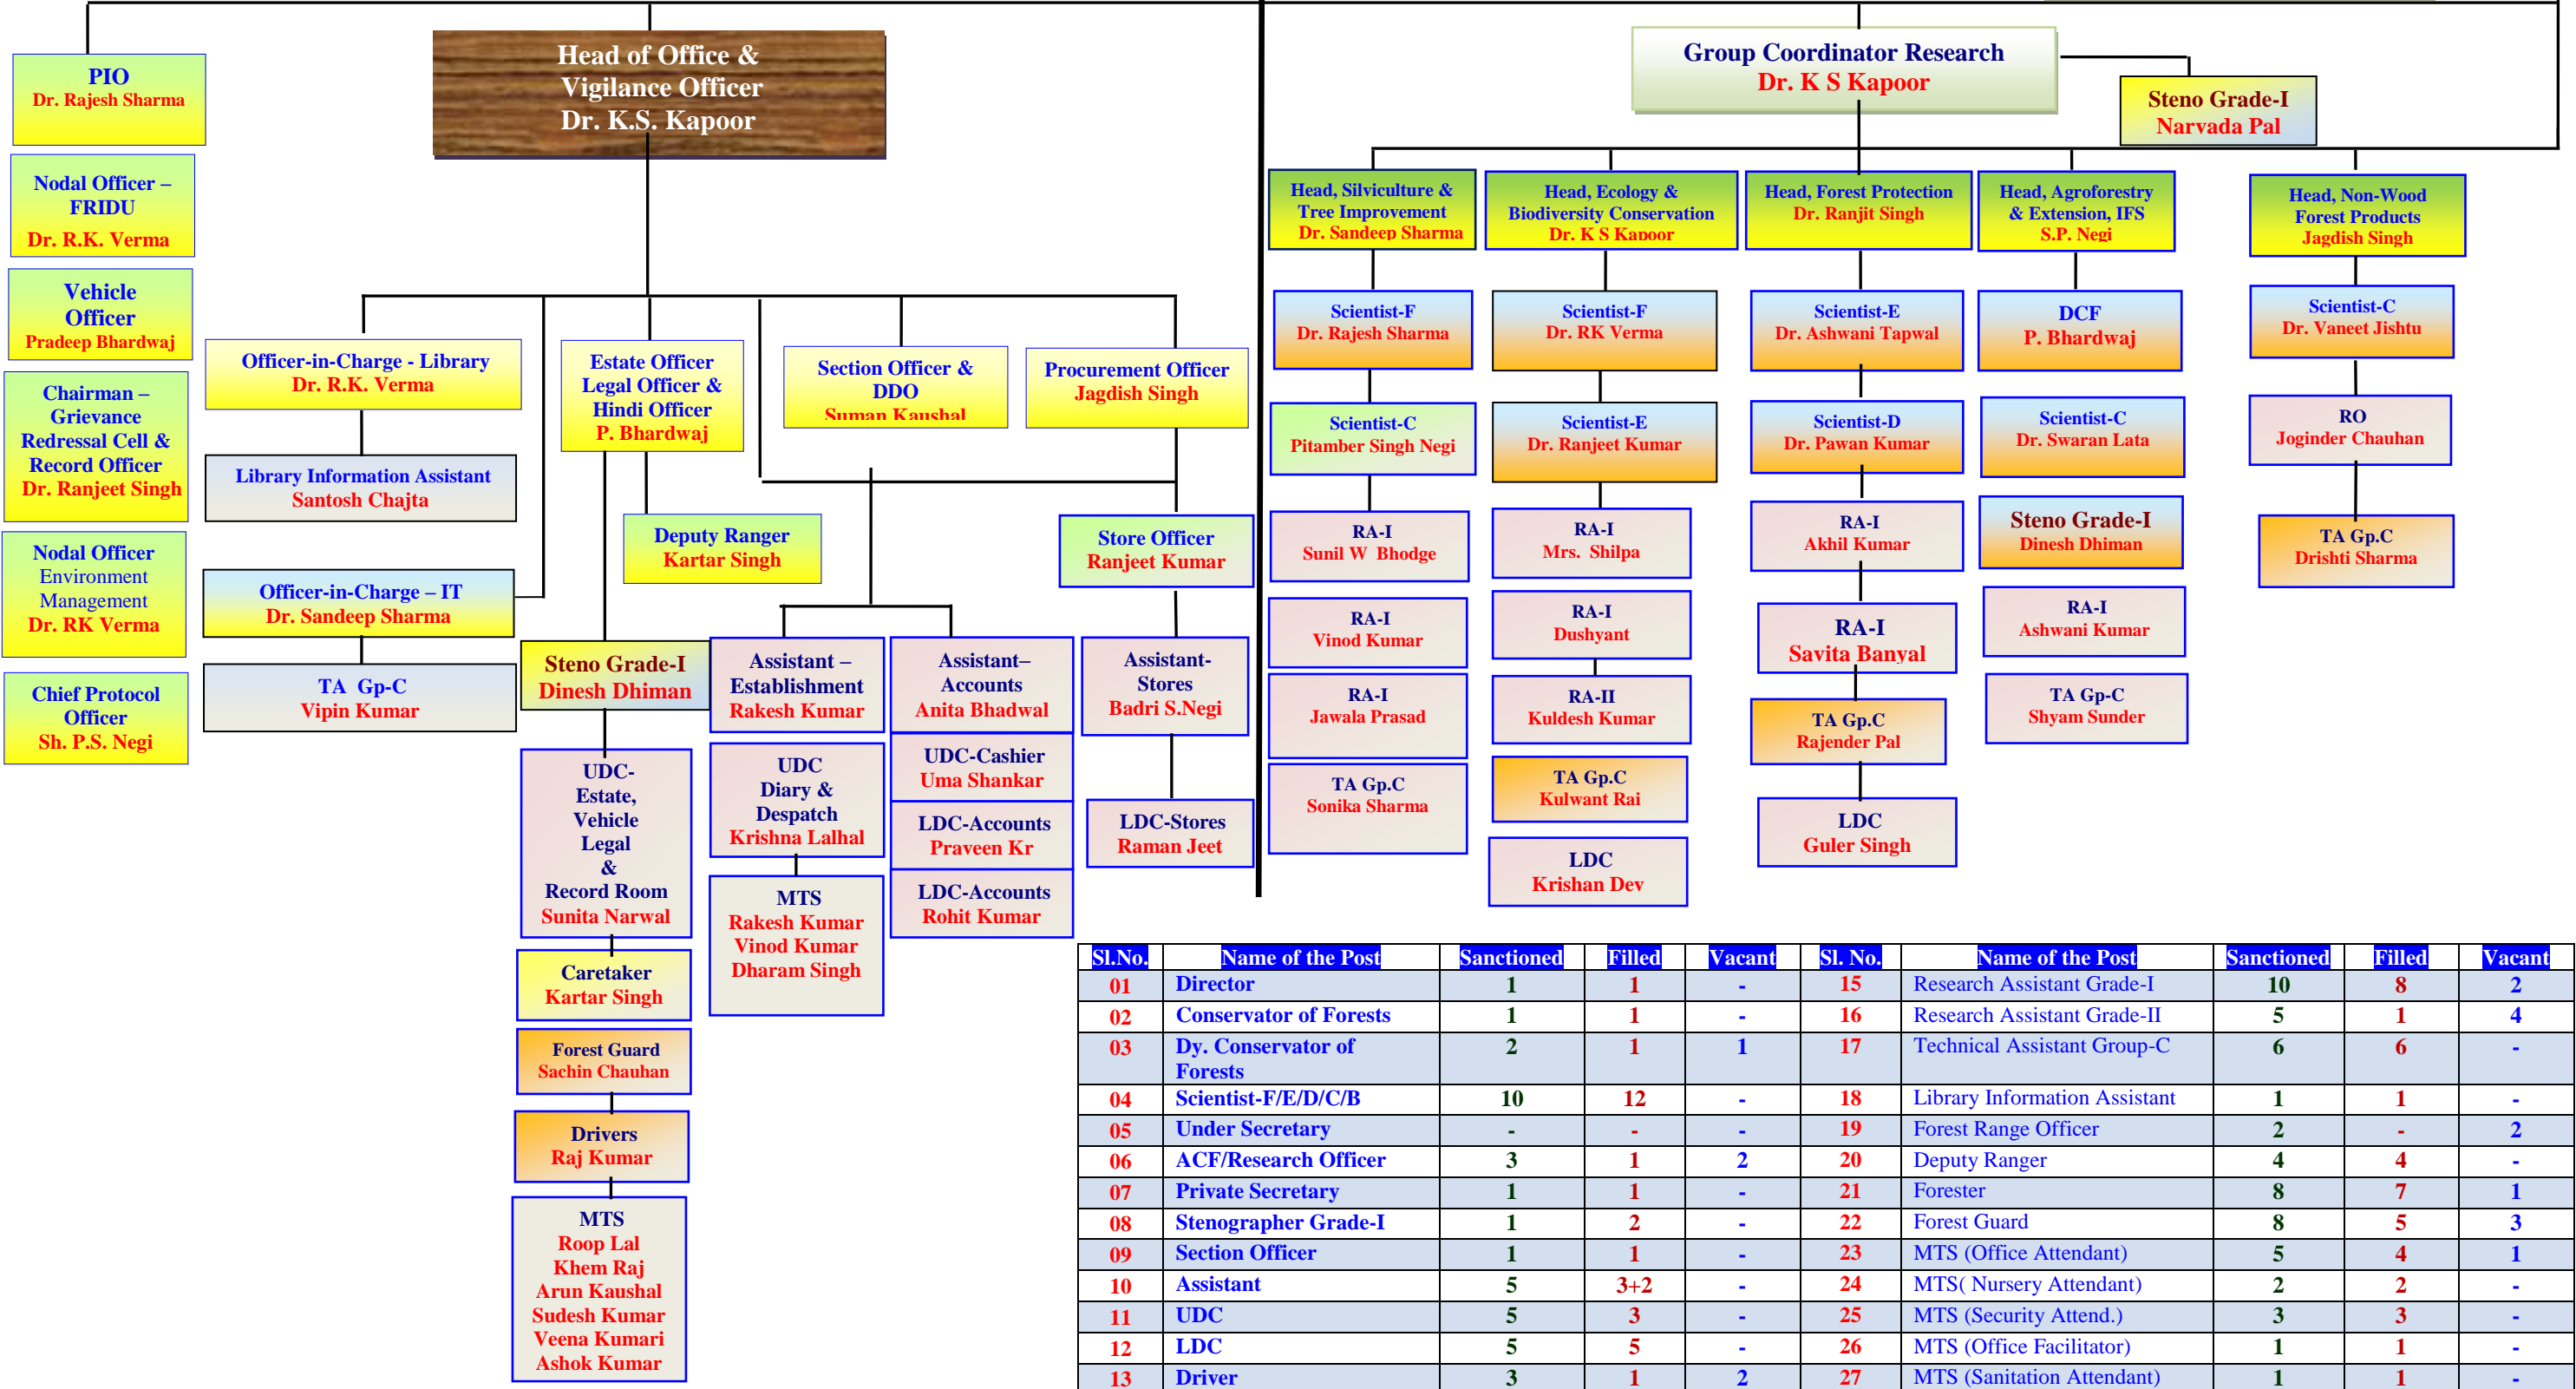 PIO
Dr. Rajesh Sharma
Nodal Officer –
FRIDU
Dr. R.K. Verma
Vehicle
Officer
Pradeep Bhardwaj
Chairman –
Grievance
Redressal Cell &
Record Officer
Dr. Ranjeet Singh
Nodal Officer
Environment
Management
Dr. RK Verma
Chief Protocol
Officer
Sh. P.S. Negi
Head of Office &
Vigilance Officer
Dr. K.S. Kapoor
Officer-in-Charge - Library
Dr. R.K. Verma
Library Information Assistant
Santosh Chajta
Officer-in-Charge – IT
Dr. Sandeep Sharma
TA Gp-C
Vipin Kumar
Estate Officer
Legal Officer &
Hindi Officer
P. Bhardwaj
Deputy Ranger
Kartar Singh
Steno Grade-I
Dinesh Dhiman
UDC-
Estate,
Vehicle
Legal
&
Record Room
Sunita Narwal
Caretaker
Kartar Singh
Forest Guard
Sachin Chauhan
Drivers
Raj Kumar
MTS
Roop Lal
Khem Raj
Arun Kaushal
Sudesh Kumar
Veena Kumari
Ashok Kumar
Section Officer &
DDO
Suman Kaushal
Assistant –
Establishment
Rakesh Kumar
UDC
Diary &
Despatch
Krishna Lalhal
MTS
Rakesh Kumar
Vinod Kumar
Dharam Singh
Assistant–
Accounts
Anita Bhadwal
UDC-Cashier
Uma Shankar
LDC-Accounts
Praveen Kr
LDC-Accounts
Rohit Kumar
Procurement Officer
Jagdish Singh
Store Officer
Ranjeet Kumar
Assistant-
Stores
Badri S.Negi
LDC-Stores
Raman Jeet
Group Coordinator Research
Dr. K S Kapoor
Steno Grade-I
Narvada Pal
Head, Silviculture &
Tree Improvement
Dr. Sandeep Sharma
Scientist-F
Dr. Rajesh Sharma
Scientist-C
Pitamber Singh Negi
RA-I
Sunil W Bhodge
RA-I
Vinod Kumar
RA-I
Jawala Prasad
TA Gp.C
Sonika Sharma
Head, Ecology &
Biodiversity Conservation
Dr. K S Kapoor
Scientist-F
Dr. RK Verma
Scientist-E
Dr. Ranjeet Kumar
RA-I
Mrs. Shilpa
RA-I
Dushyant
RA-II
Kuldesh Kumar
TA Gp.C
Kulwant Rai
LDC
Krishan Dev
Head, Forest Protection
Dr. Ranjit Singh
Scientist-E
Dr. Ashwani Tapwal
Scientist-D
Dr. Pawan Kumar
RA-I
Akhil Kumar
RA-I
Savita Banyal
TA Gp.C
Rajender Pal
LDC
Guler Singh
Head, Agroforestry
& Extension, IFS
S.P. Negi
DCF
P. Bhardwaj
Scientist-C
Dr. Swaran Lata
Steno Grade-I
Dinesh Dhiman
RA-I
Ashwani Kumar
TA Gp-C
Shyam Sunder
Head, Non-Wood
Forest Products
Jagdish Singh
Scientist-C
Dr. Vaneet Jishtu
RO
Joginder Chauhan
TA Gp.C
Drishti Sharma
Sl.No. Name of the Post Sanctioned Filled Vacant Sl. No. Name of the Post Sanctioned Filled Vacant
01 Director 1 1 - 15 Research Assistant Grade-I 10 8 2
02 Conservator of Forests 1 1 - 16 Research Assistant Grade-II 5 1 4
03 Dy. Conservator of 2 1 1 17 Technical Assistant Group-C 6 6 -
Forests
04 Scientist-F/E/D/C/B 10 12 - 18 Library Information Assistant 1 1 -
05 Under Secretary - - - 19 Forest Range Officer 2 - 2
06 ACF/Research Officer 3 1 2 20 Deputy Ranger 4 4 -
07 Private Secretary 1 1 - 21 Forester 8 7 1
08 Stenographer Grade-I 1 2 - 22 Forest Guard 8 5 3
09 Section Officer 1 1 - 23 MTS (Office Attendant) 5 4 1
10 Assistant 5 3+2 - 24 MTS( Nursery Attendant) 2 2 -
11 UDC 5 3 - 25 MTS (Security Attend.) 3 3 -
12 LDC 5 5 - 26 MTS (Office Facilitator) 1 1 -
13 Driver 3 1 2 27 MTS (Sanitation Attendant) 1 1 -